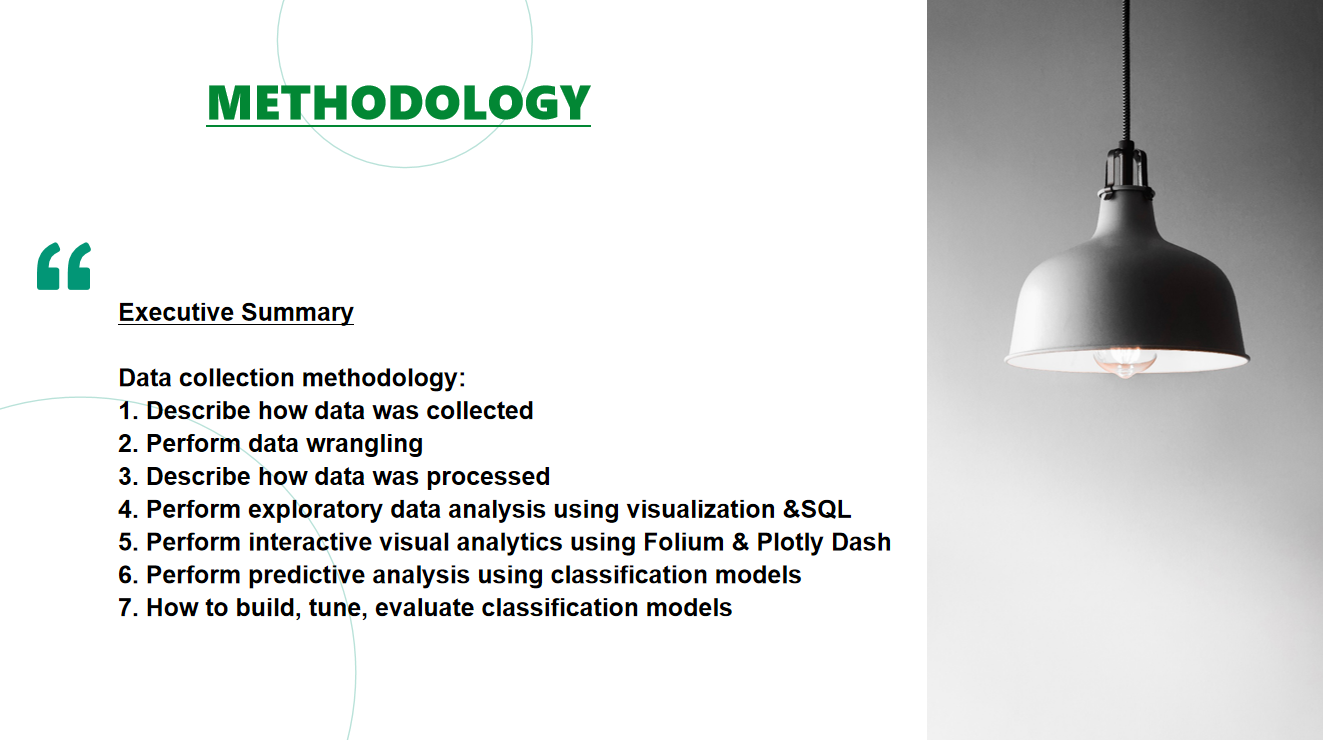 METHODOLOGY
“
Executive Summary
Data collection methodology:
1. Describe how data was collected
2. Perform data wrangling
3. Describe how data was processed
4. Perform exploratory data analysis using visualization &SQL
5. Perform interactive visual analytics using Folium & Plotly Dash
6. Perform predictive analysis using classification models
7. How to build, tune, evaluate classification models